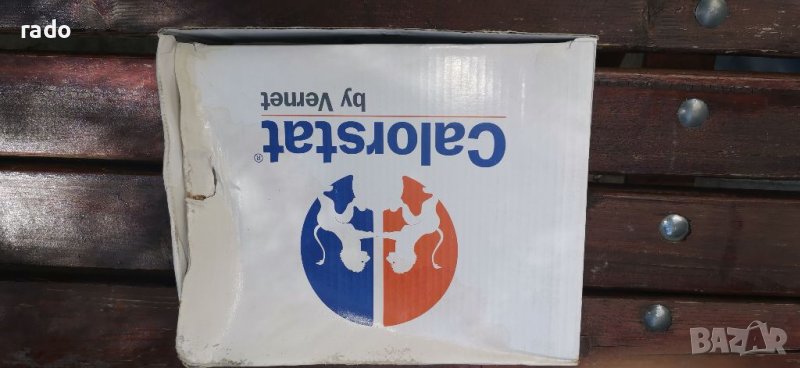 rado
Calorstat®
by Vernet
BAZAR